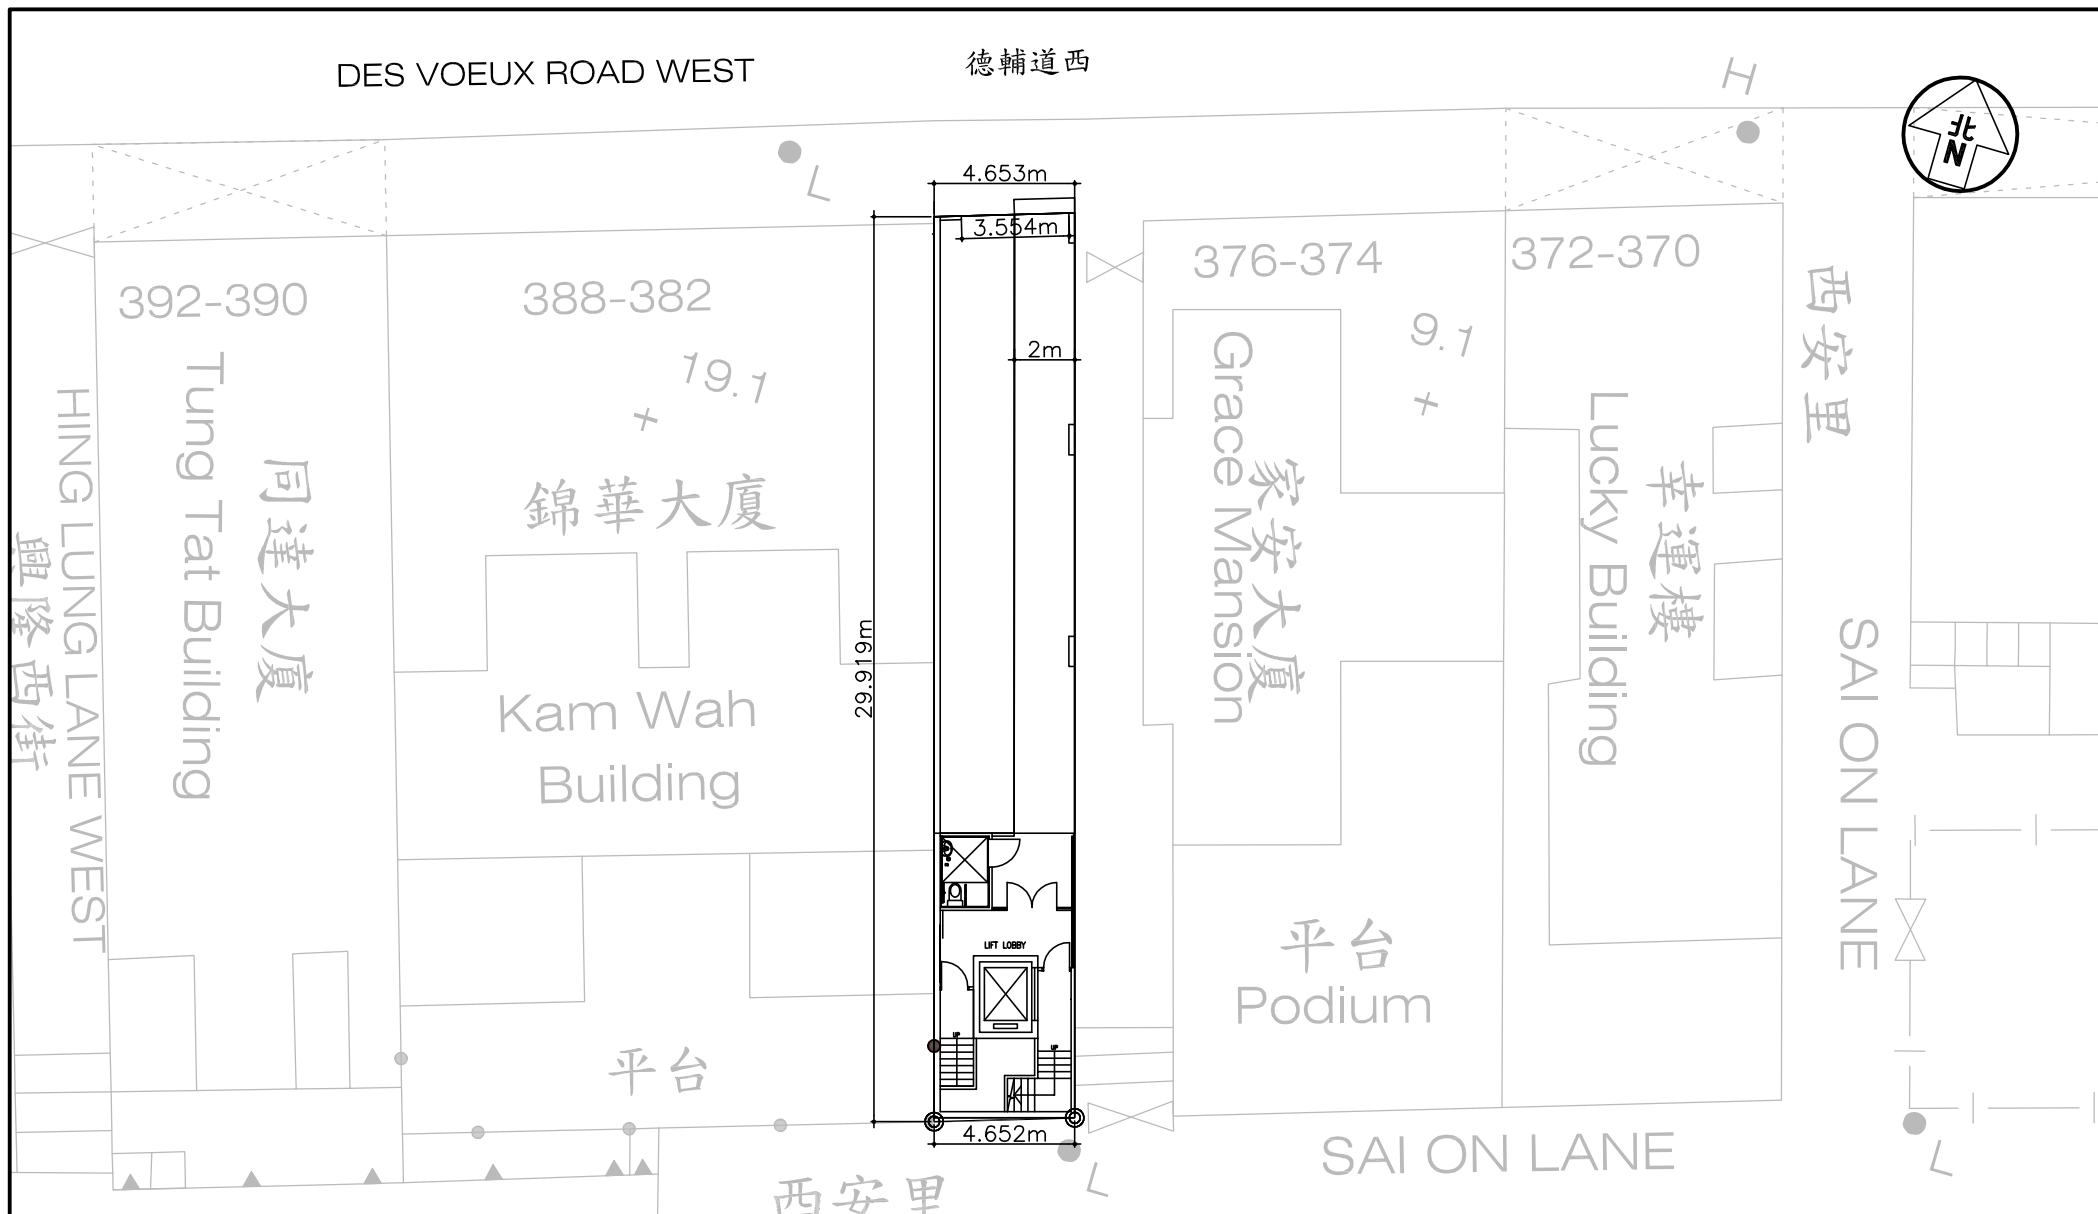 DES VOEUX ROAD WEST
德輔道西
H
北
N
L
4.653m
3.554m
392-390
388-382
376-374
372-370
2m
19.1
9.1
29.919m
HING LUNG LANE WEST
興隆西街
Tung Tat Building
同達大廈
錦華大廈
Kam Wah
Building
Grace Mansion
家安大廈
Lucky Building
幸運樓
西安里
SAI ON LANE
LIFT LOBBY
UP
UP
平台
Podium
平台
4.652m
SAI ON LANE
L
L
西安里